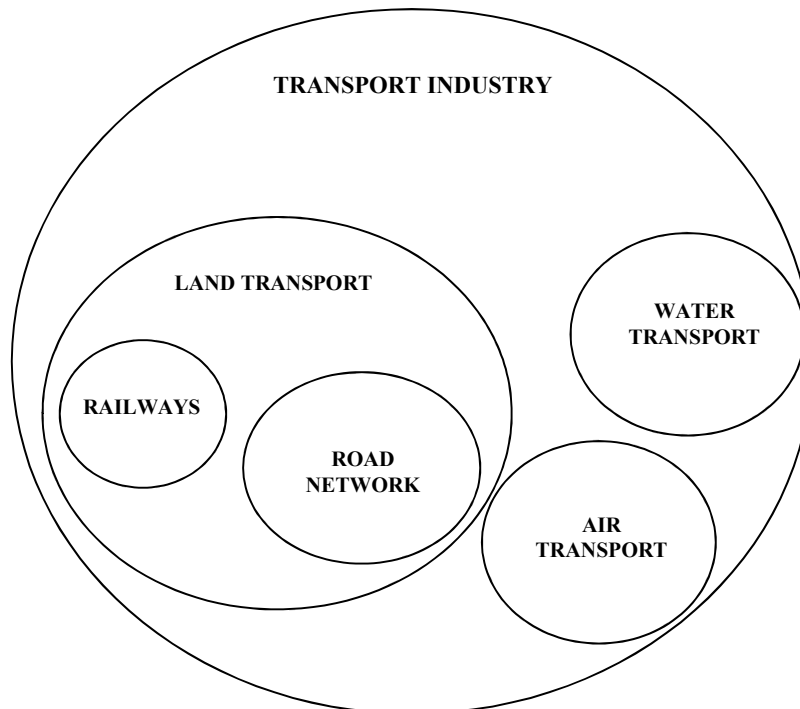 TRANSPORT INDUSTRY
LAND TRANSPORT
WATER
TRANSPORT
RAILWAYS
ROAD
NETWORK
AIR
TRANSPORT